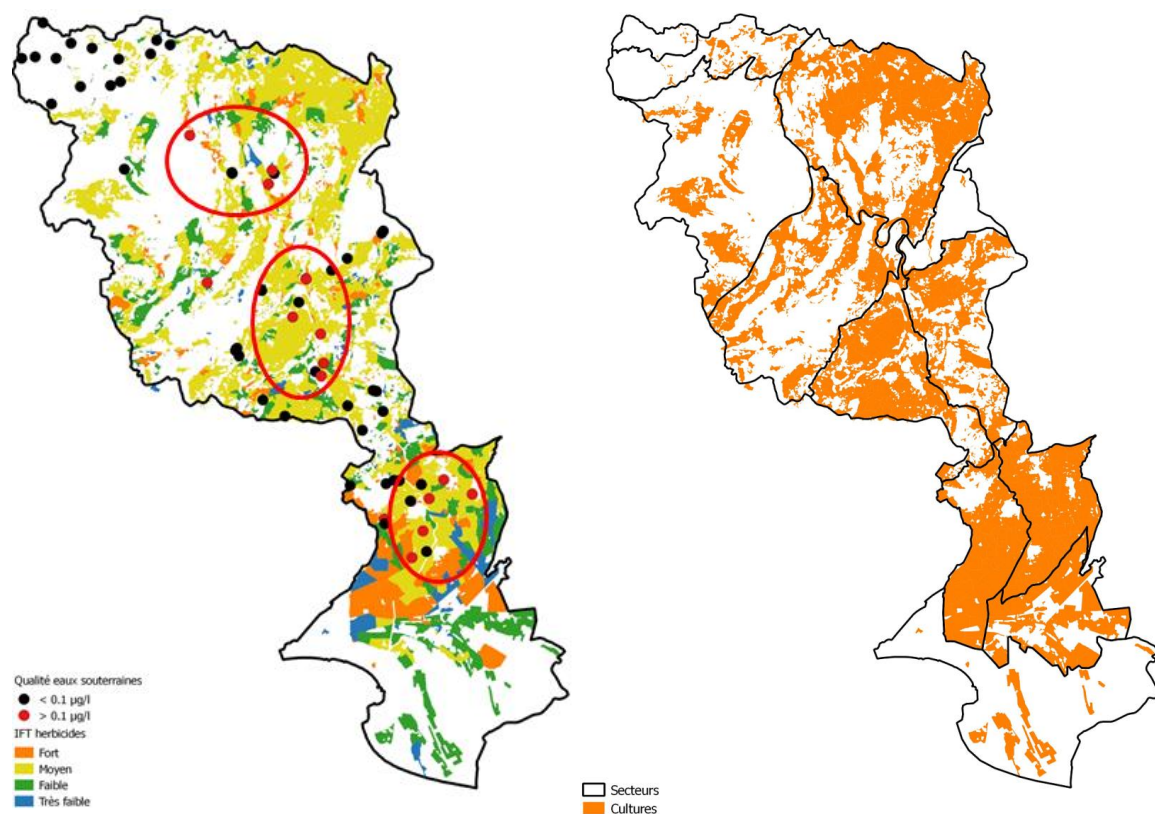 Qualité eaux souterraines
< 0.1 µg/l
> 0.1 µg/l
IFT herbicides
Fort
Moyen
Faible
Très faible
Secteurs
Cultures